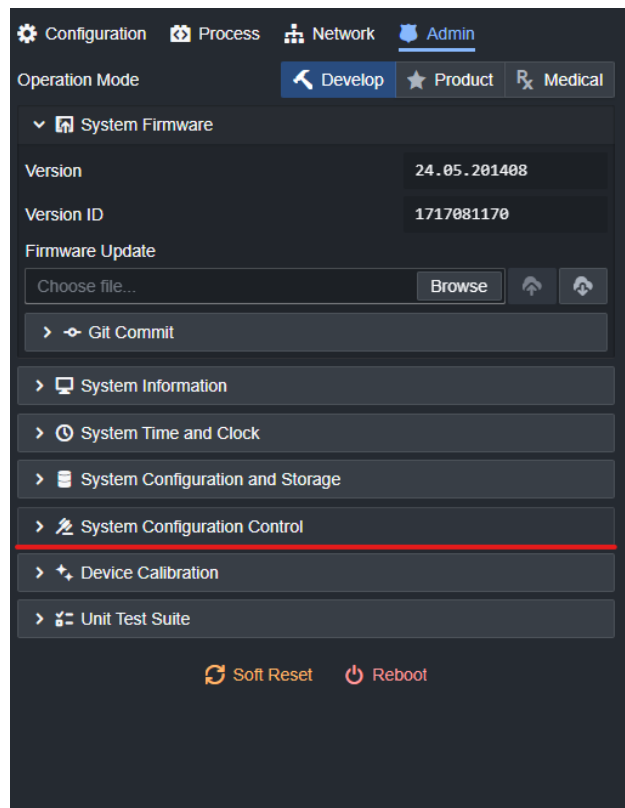 Configuration Process Network Admin
Operation Mode Develop Product Rx Medical
System Firmware
Version 24.05.201408
Version ID 1717081170
Firmware Update
Choose file... Browse
Git Commit
System Information
System Time and Clock
System Configuration and Storage
System Configuration Control
Device Calibration
Unit Test Suite
Soft Reset Reboot